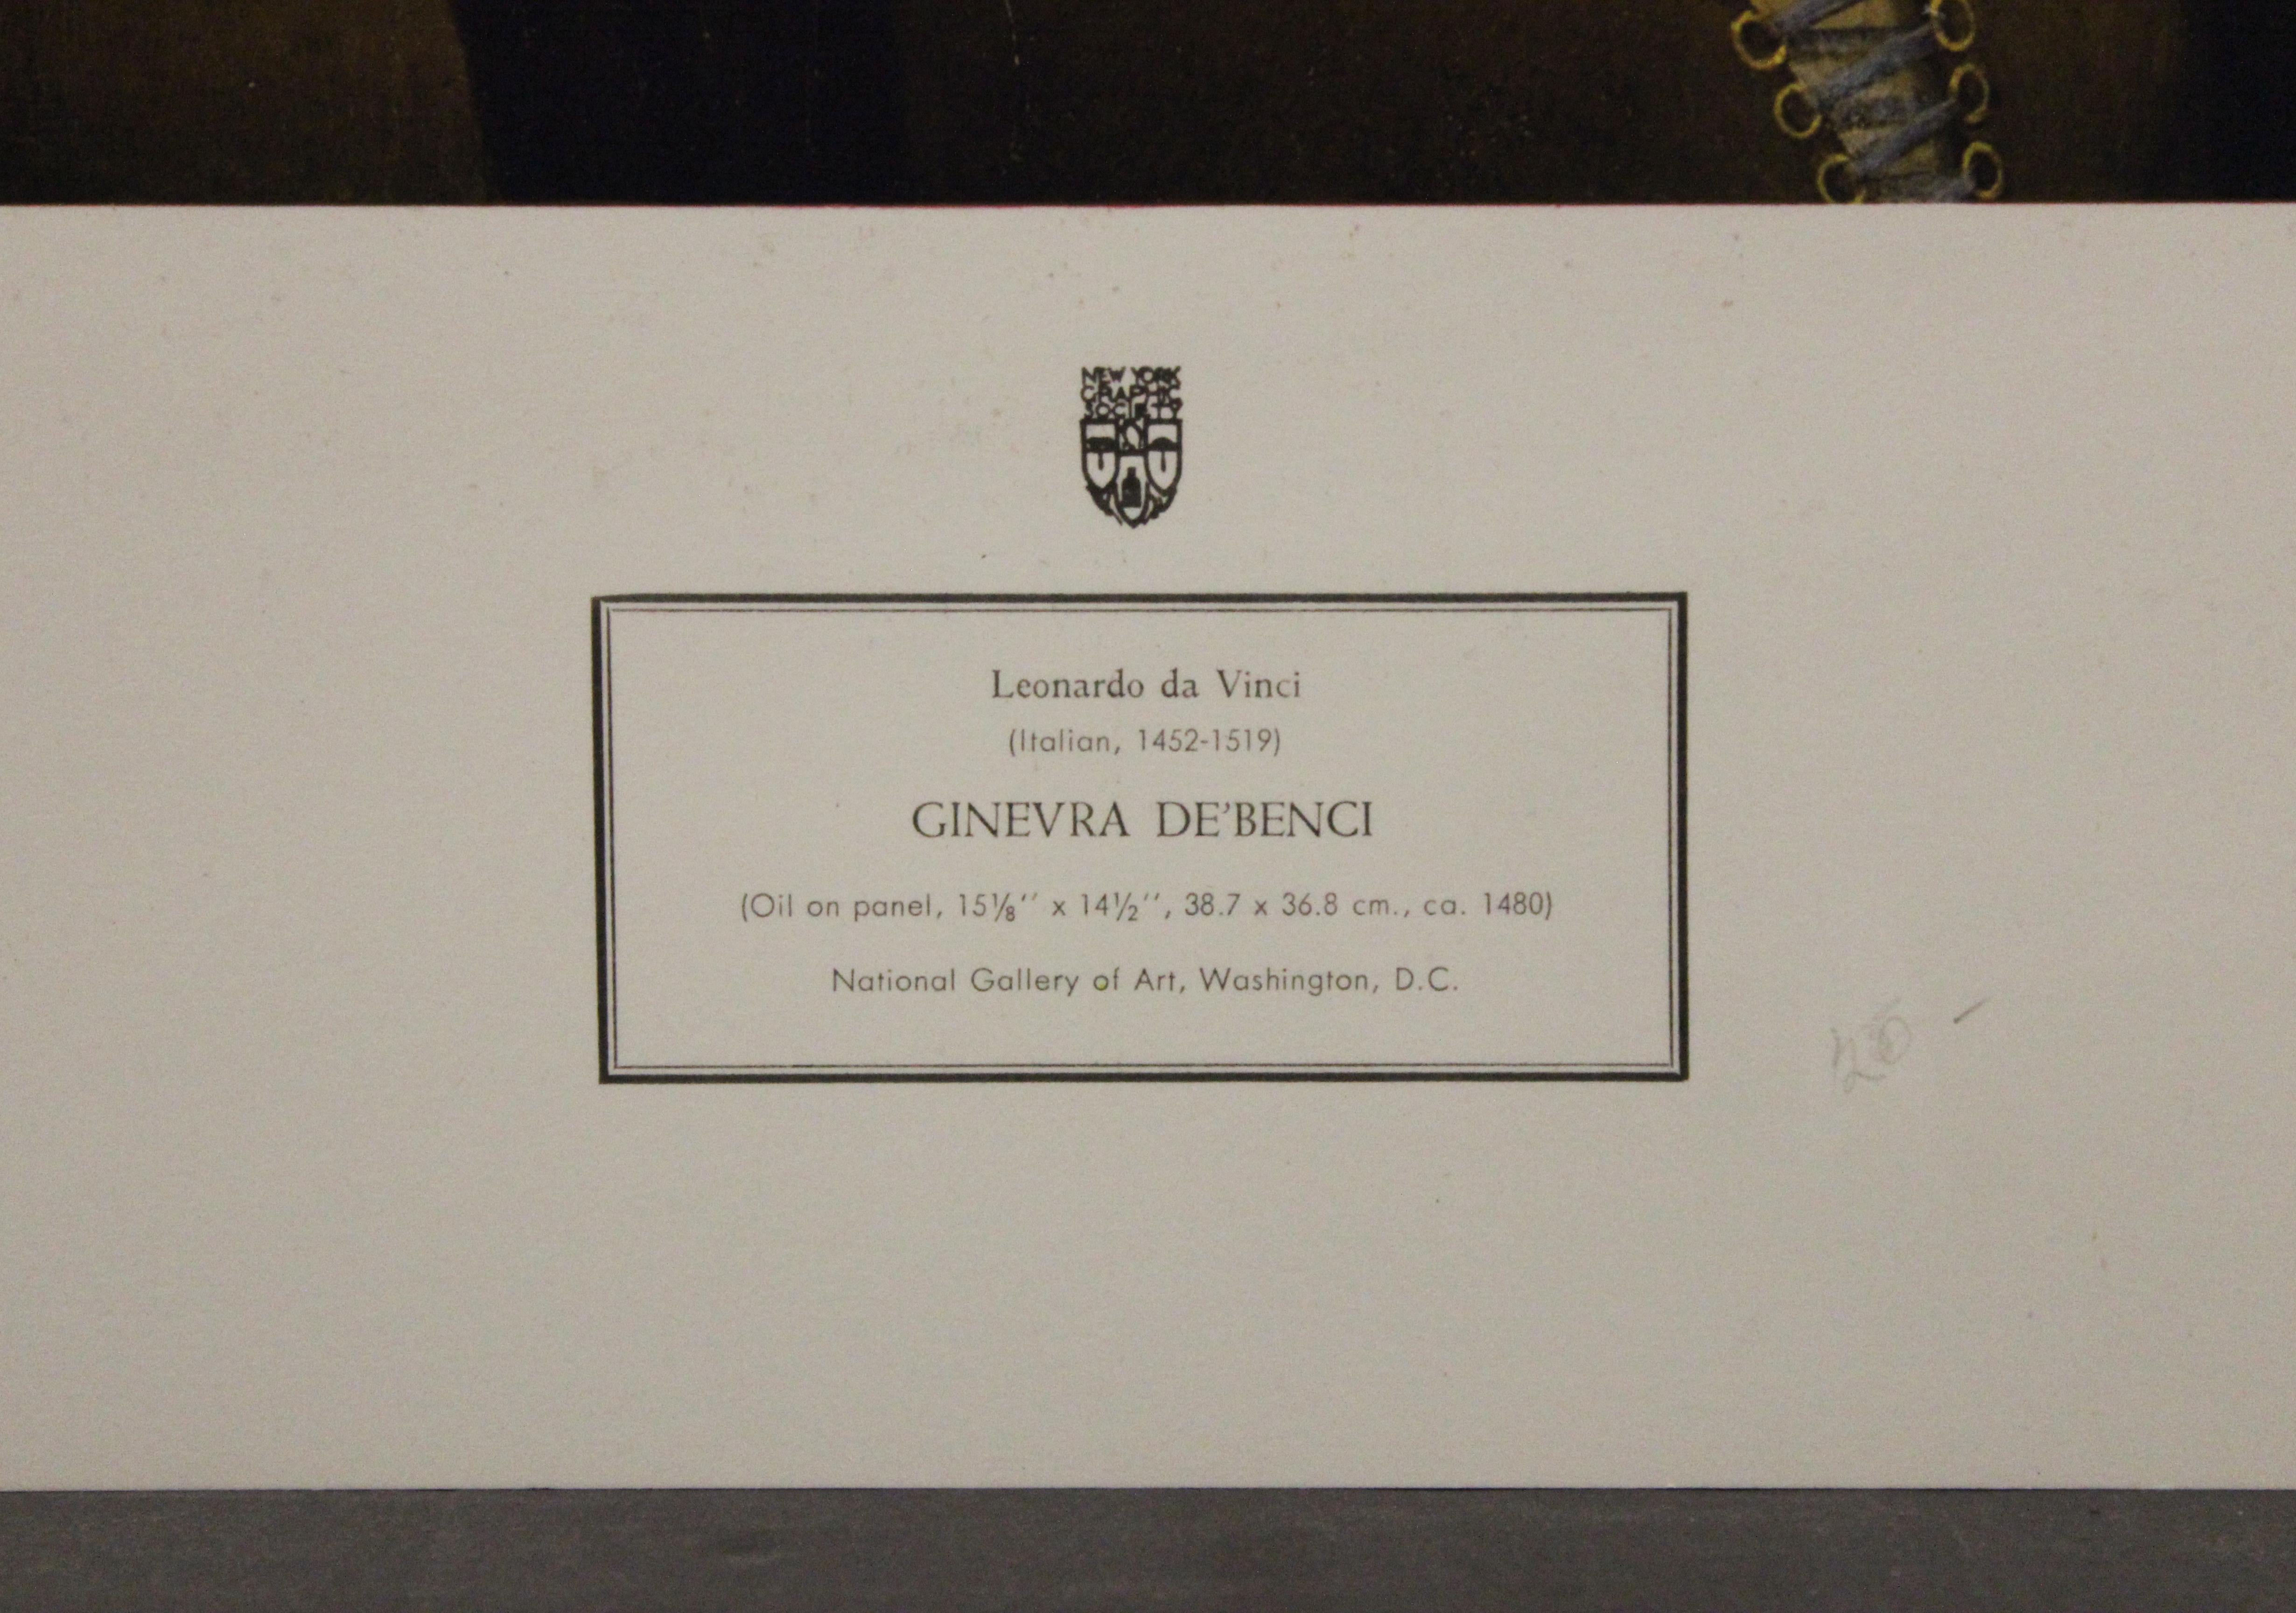 NEW YORK
GRAPHIC
SOCIETY
Leonardo da Vinci
(Italian, 1452-1519)
GINEVRA DE'BENCI
(Oil on panel, 15⅛′′ x 14½′′, 38.7 x 36.8 cm., ca. 1480)
National Gallery of Art, Washington, D.C.